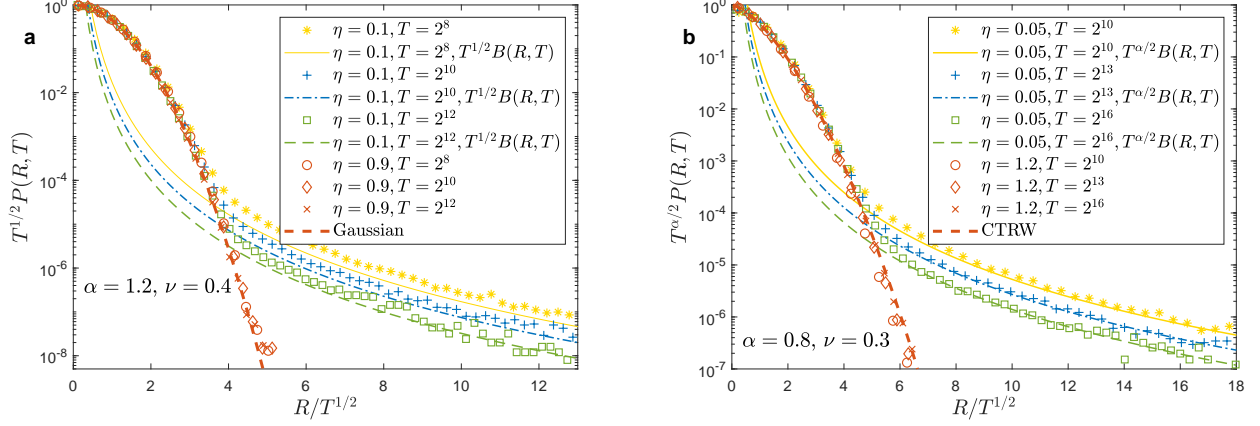 a
10^0
10^-2
10^-4
10^-6
10^-8
T^1/2 P(R, T)
η = 0.1, T = 2^8
η = 0.1, T = 2^8, T^1/2 B(R, T)
η = 0.1, T = 2^10
η = 0.1, T = 2^10, T^1/2 B(R, T)
η = 0.1, T = 2^12
η = 0.1, T = 2^12, T^1/2 B(R, T)
η = 0.9, T = 2^8
η = 0.9, T = 2^10
η = 0.9, T = 2^12
Gaussian
α = 1.2, ν = 0.4
0 2 4 6 8 10 12
R/T^1/2
b
10^0
10^-1
10^-2
10^-3
10^-4
10^-5
10^-6
10^-7
T^α/2 P(R, T)
η = 0.05, T = 2^10
η = 0.05, T = 2^10, T^α/2 B(R, T)
η = 0.05, T = 2^13
η = 0.05, T = 2^13, T^α/2 B(R, T)
η = 0.05, T = 2^16
η = 0.05, T = 2^16, T^α/2 B(R, T)
η = 1.2, T = 2^10
η = 1.2, T = 2^13
η = 1.2, T = 2^16
CTRW
α = 0.8, ν = 0.3
0 2 4 6 8 10 12 14 16 18
R/T^1/2